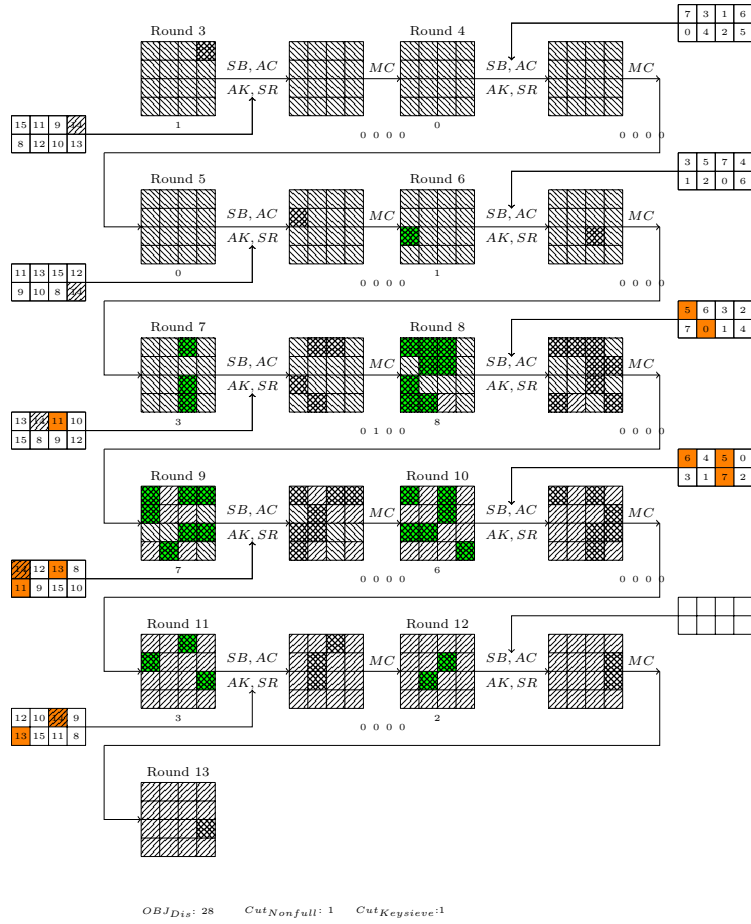 Round 3 Round 4
7 3 1 6
0 4 2 5
SB, AC MC SB, AC MC
AK, SR AK, SR
15 11 9 14
8 12 10 13
1 0
0 0 0 0 0 0 0 0
Round 5 Round 6
3 5 7 4
1 2 0 6
SB, AC MC SB, AC MC
AK, SR AK, SR
11 13 15 12
9 10 8 14
0 1
0 0 0 0 0 0 0 0
Round 7 Round 8
5 6 3 2
7 0 1 4
SB, AC MC SB, AC MC
AK, SR AK, SR
13 14 11 10
15 8 9 12
3 8
0 1 0 0 0 0 0 0
Round 9 Round 10
6 4 5 0
3 1 7 2
SB, AC MC SB, AC MC
AK, SR AK, SR
14 12 13 8
11 9 15 10
7 6
0 0 0 0 0 0 0 0
Round 11 Round 12
SB, AC MC SB, AC MC
AK, SR AK, SR
12 10 14 9
13 15 11 8
3 2
0 0 0 0
Round 13
OBJ_Dis: 28 Cut_Nonfull: 1 Cut_Keysieve:1